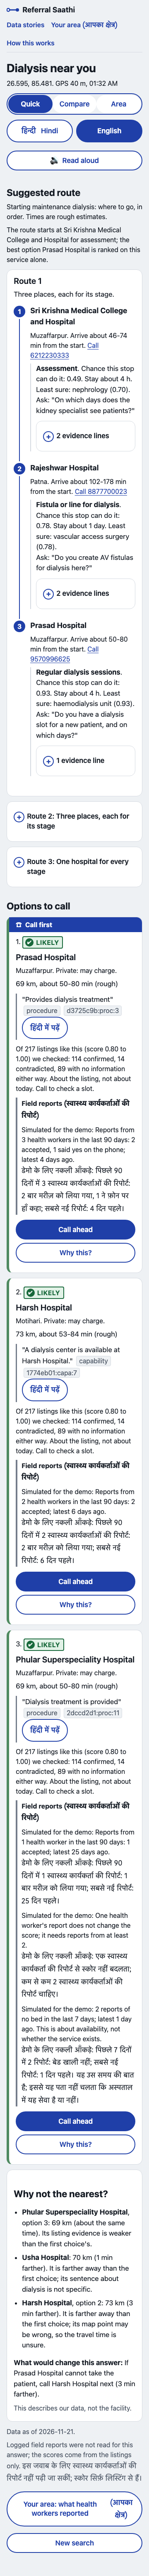 Referral Saathi
Data stories Your area (आपका क्षेत्र)
How this works
Dialysis near you
26.595, 85.481. GPS 40 m, 01:32 AM
Quick Compare Area
हिन्दी Hindi English
Read aloud
Suggested route
Starting maintenance dialysis: where to go, in
order. Times are rough estimates.
The route starts at Sri Krishna Medical
College and Hospital for assessment; the
best option Prasad Hospital is ranked on this
service alone.
Route 1
Three places, each for its stage.
1 Sri Krishna Medical College
and Hospital
Muzaffarpur. Arrive about 46–74
min from the start. Call
6212230333
Assessment. Chance this stop
can do it: 0.49. Stay about 4 h.
Least sure: nephrology (0.70).
Ask: "On which days does the
kidney specialist see patients?"
2 evidence lines
2 Rajeshwar Hospital
Patna. Arrive about 102–178 min
from the start. Call 8877700023
Fistula or line for dialysis.
Chance this stop can do it:
0.78. Stay about 1 day. Least
sure: vascular access surgery
(0.78).
Ask: "Do you create AV fistulas
for dialysis here?"
2 evidence lines
3 Prasad Hospital
Muzaffarpur. Arrive about 50–80
min from the start. Call
9570996625
Regular dialysis sessions.
Chance this stop can do it:
0.93. Stay about 4 h. Least
sure: haemodialysis unit (0.93).
Ask: "Do you have a dialysis
slot for a new patient, and on
which days?"
1 evidence line
Route 2: Three places, each for
its stage
Route 3: One hospital for every
stage
Options to call
Call first
1. LIKELY
Prasad Hospital
Muzaffarpur. Private: may charge.
69 km, about 50–80 min (rough)
"Provides dialysis treatment"
procedure d3725c9b:proc:3
हिंदी में पढ़ें
Of 217 listings like this (score 0.80 to
1.00) we checked: 114 confirmed, 14
contradicted, 89 with no information
either way. About the listing, not about
today. Call to check a slot.
Field reports (स्वास्थ्य कार्यकर्ताओं की
रिपोर्ट)
Simulated for the demo: Reports from
3 health workers in the last 90 days: 2
accepted, 1 said yes on the phone;
latest 4 days ago.
डेमो के लिए नकली आँकड़े: पिछले 90
दिनों में 3 स्वास्थ्य कार्यकर्ताओं की रिपोर्ट:
2 बार मरीज़ को लिया गया, 1 ने फ़ोन पर
हाँ कहा; सबसे नई रिपोर्ट: 4 दिन पहले।
Call ahead
Why this?
2. LIKELY
Harsh Hospital
Motihari. Private: may charge.
73 km, about 53–84 min (rough)
"A dialysis center is available at
Harsh Hospital." capability
1774eb01:capa:7
हिंदी में पढ़ें
Of 217 listings like this (score 0.80 to
1.00) we checked: 114 confirmed, 14
contradicted, 89 with no information
either way. About the listing, not about
today. Call to check a slot.
Field reports (स्वास्थ्य कार्यकर्ताओं की
रिपोर्ट)
Simulated for the demo: Reports from
2 health workers in the last 90 days: 2
accepted; latest 6 days ago.
डेमो के लिए नकली आँकड़े: पिछले 90
दिनों में 2 स्वास्थ्य कार्यकर्ताओं की रिपोर्ट:
2 बार मरीज़ को लिया गया; सबसे नई
रिपोर्ट: 6 दिन पहले।
Call ahead
Why this?
3. LIKELY
Phular Superspeciality Hospital
Muzaffarpur. Private: may charge.
69 km, about 50–80 min (rough)
"Dialysis treatment is provided"
procedure 2dccd2d1:proc:11
हिंदी में पढ़ें
Of 217 listings like this (score 0.80 to
1.00) we checked: 114 confirmed, 14
contradicted, 89 with no information
either way. About the listing, not about
today. Call to check a slot.
Field reports (स्वास्थ्य कार्यकर्ताओं की
रिपोर्ट)
Simulated for the demo: Reports from
1 health worker in the last 90 days: 1
accepted; latest 25 days ago.
डेमो के लिए नकली आँकड़े: पिछले 90
दिनों में 1 स्वास्थ्य कार्यकर्ता की रिपोर्ट: 1
बार मरीज़ को लिया गया; सबसे नई रिपोर्ट:
25 दिन पहले।
Simulated for the demo: One health
worker's report does not change the
score; it needs reports from at least
2.
डेमो के लिए नकली आँकड़े: एक स्वास्थ्य
कार्यकर्ता की रिपोर्ट से स्कोर नहीं बदलता;
कम से कम 2 स्वास्थ्य कार्यकर्ताओं की
रिपोर्ट चाहिए।
Simulated for the demo: 2 reports of
no bed in the last 7 days; latest 1 day
ago. This is about availability, not
whether the service exists.
डेमो के लिए नकली आँकड़े: पिछले 7 दिनों
में 2 रिपोर्ट: बेड खाली नहीं; सबसे नई
रिपोर्ट: 1 दिन पहले। यह उस समय की बात
है; इससे यह पता नहीं चलता कि अस्पताल
में यह सेवा है या नहीं।
Call ahead
Why this?
Why not the nearest?
• Phular Superspeciality Hospital,
option 3: 69 km (about the same
time). Its listing evidence is weaker
than the first choice's.
• Usha Hospital: 70 km (1 min
farther). It is farther away than the
first choice; its sentence about
dialysis is not specific.
• Harsh Hospital, option 2: 73 km (3
min farther). It is farther away than
the first choice; its map point may
be wrong, so the travel time is
unsure.
What would change this answer: If
Prasad Hospital cannot take the
patient, call Harsh Hospital next (3 min
farther).
This describes our data, not the facility.
Data as of 2026-11-21.
Logged field reports were not read for this
answer; the scores come from the listings
only. इस जवाब के लिए स्वास्थ्य कार्यकर्ताओं की
रिपोर्ट नहीं पढ़ी जा सकीं; स्कोर सिर्फ़ लिस्टिंग से हैं।
Your area: what health
workers reported (आपका
क्षेत्र)
New search